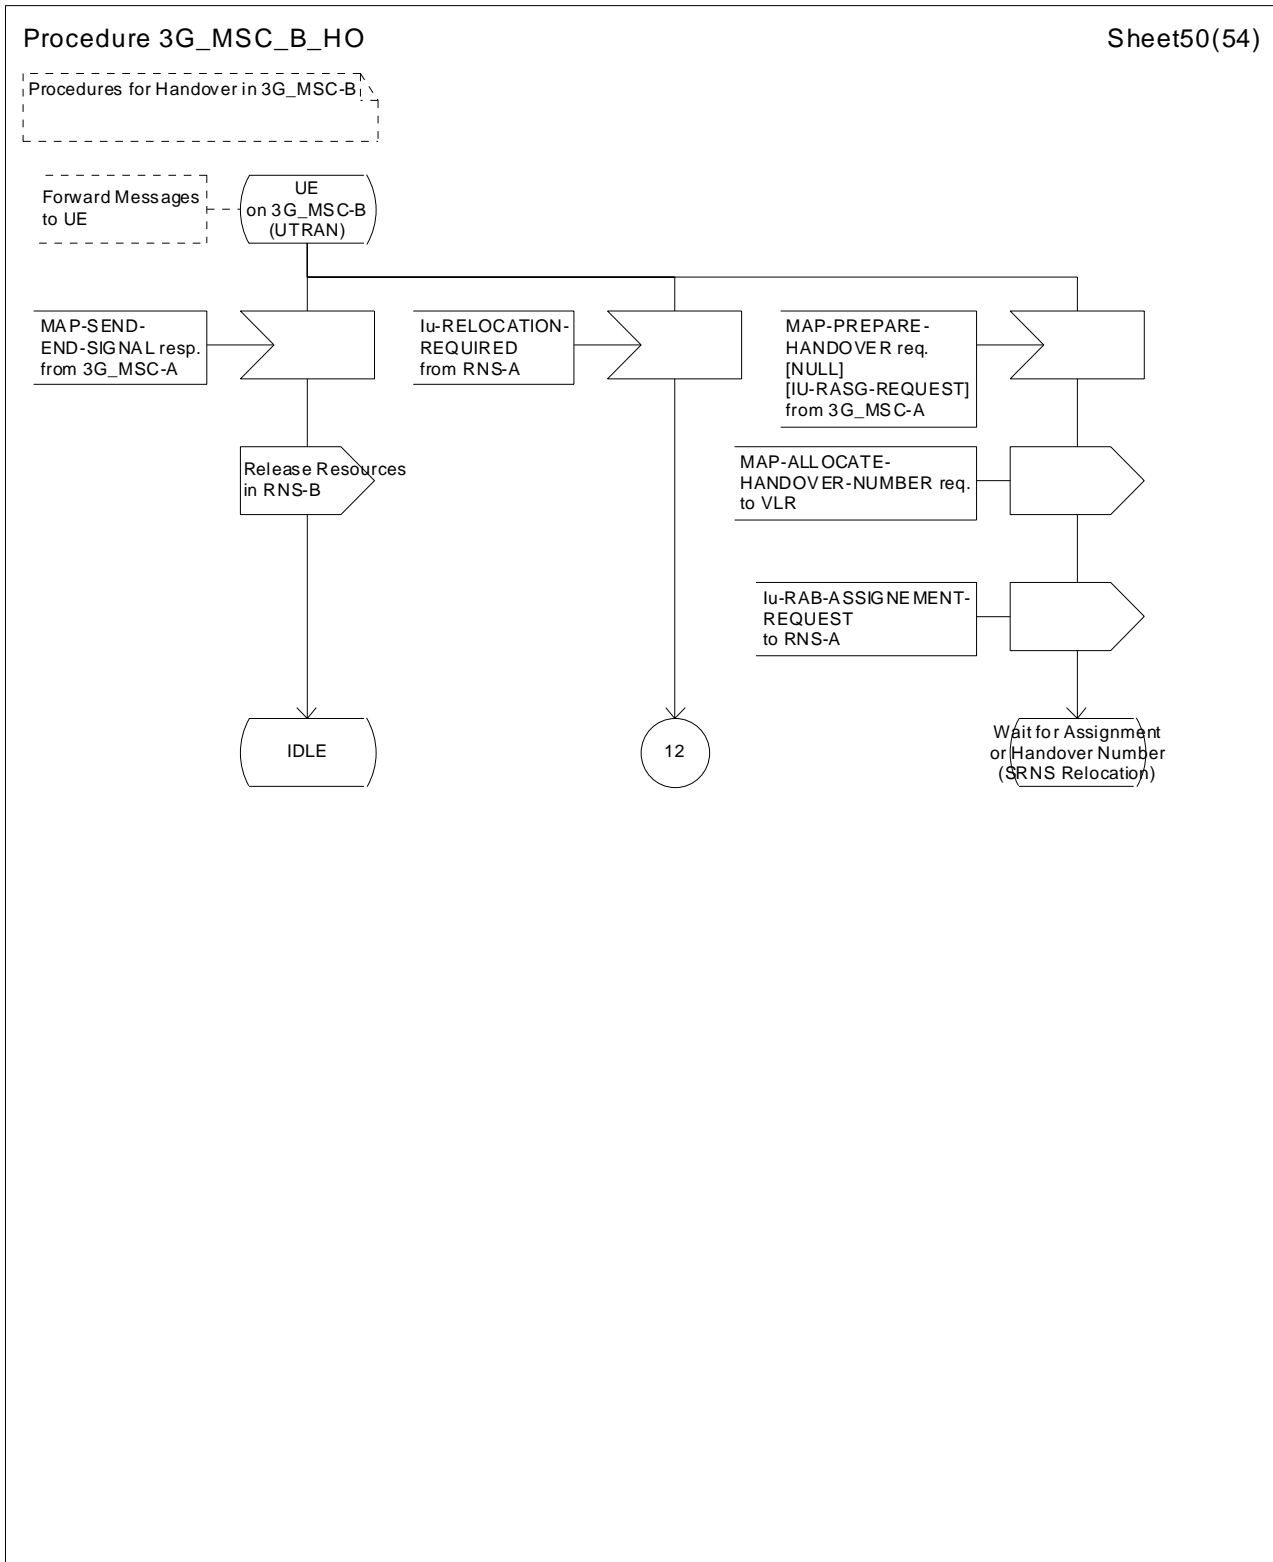 Procedure 3G_MSC_B_HO
Sheet50(54)
Procedures for Handover in 3G_MSC-B
Forward Messages
to UE
UE
on 3G_MSC-B
(UTRAN)
MAP-SEND-
END-SIGNAL resp.
from 3G_MSC-A
Iu-RELOCATION-
REQUIRED
from RNS-A
MAP-PREPARE-
HANDOVER req.
[NULL]
[IU-RASG-REQUEST]
from 3G_MSC-A
Release Resources
in RNS-B
MAP-ALLOCATE-
HANDOVER-NUMBER req.
to VLR
Iu-RAB-ASSIGNEMENT-
REQUEST
to RNS-A
IDLE
12
Wait for Assignment
or Handover Number
(SRNS Relocation)